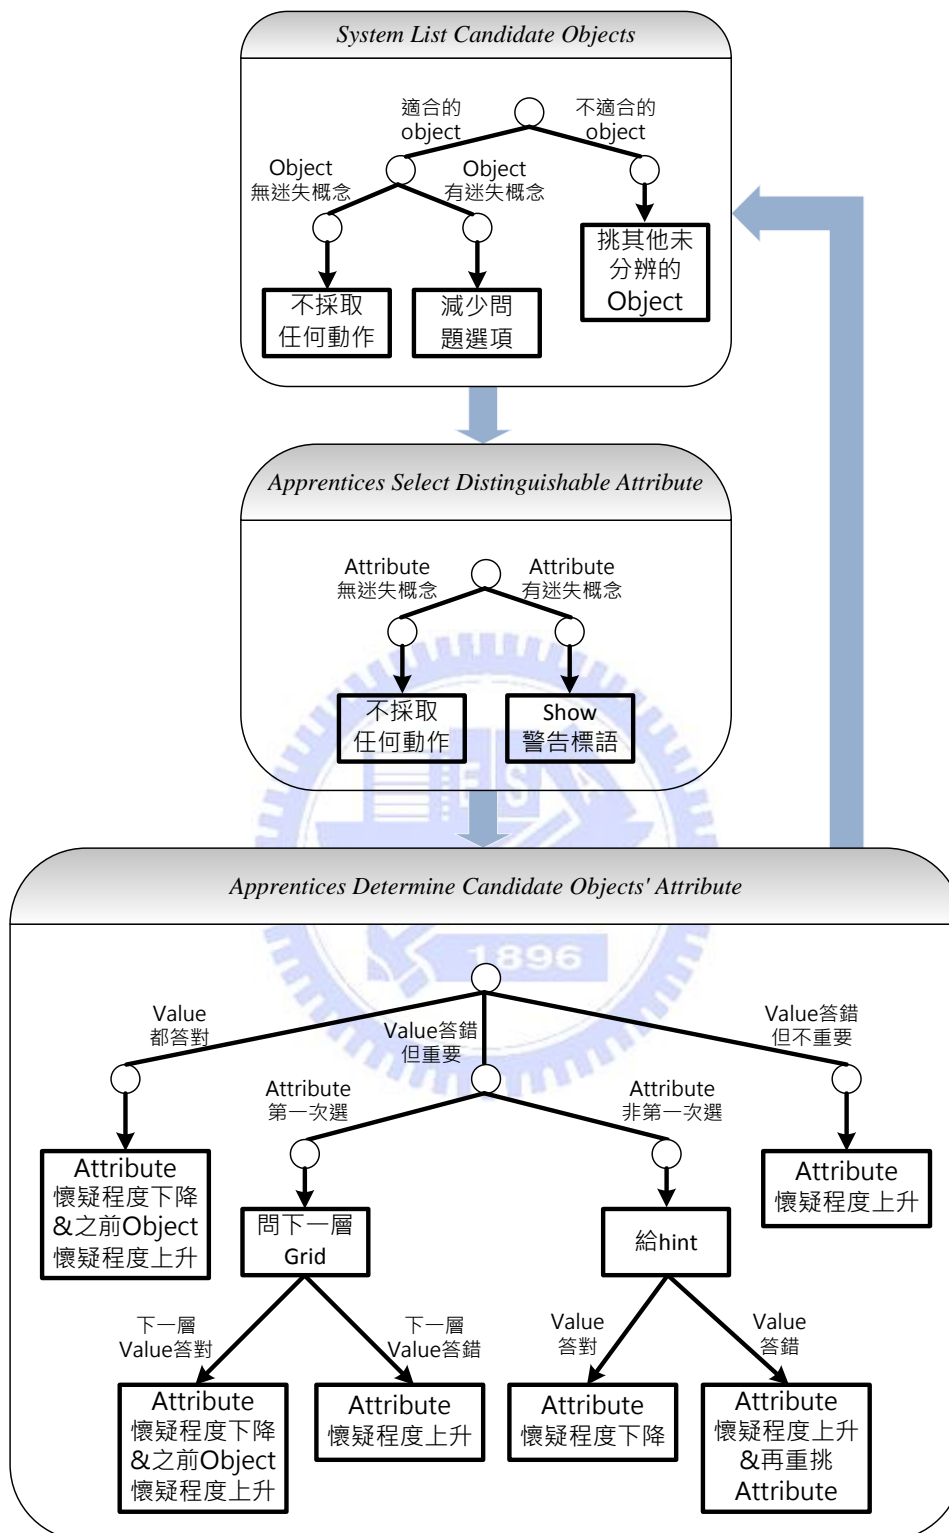 System List Candidate Objects
適合的
object
不適合的
object
Object
無迷失概念
Object
有迷失概念
不採取
任何動作
減少問
題選項
挑其他未
分辨的
Object
Apprentices Select Distinguishable Attribute
Attribute
無迷失概念
Attribute
有迷失概念
不採取
任何動作
Show
警告標語
ESA
Apprentices Determine Candidate Objects' Attribute
1896
Value
都答對
Value答錯
但重要
Value答錯
但不重要
Attribute
第一次選
Attribute
非第一次選
Attribute
懷疑程度下降
&之前Object
懷疑程度上升
問下一層
Grid
給hint
Attribute
懷疑程度上升
下一層
Value答對
下一層
Value答錯
Value
答對
Value
答錯
Attribute
懷疑程度下降
&之前Object
懷疑程度上升
Attribute
懷疑程度上升
Attribute
懷疑程度下降
Attribute
懷疑程度上升
&再重挑
Attribute